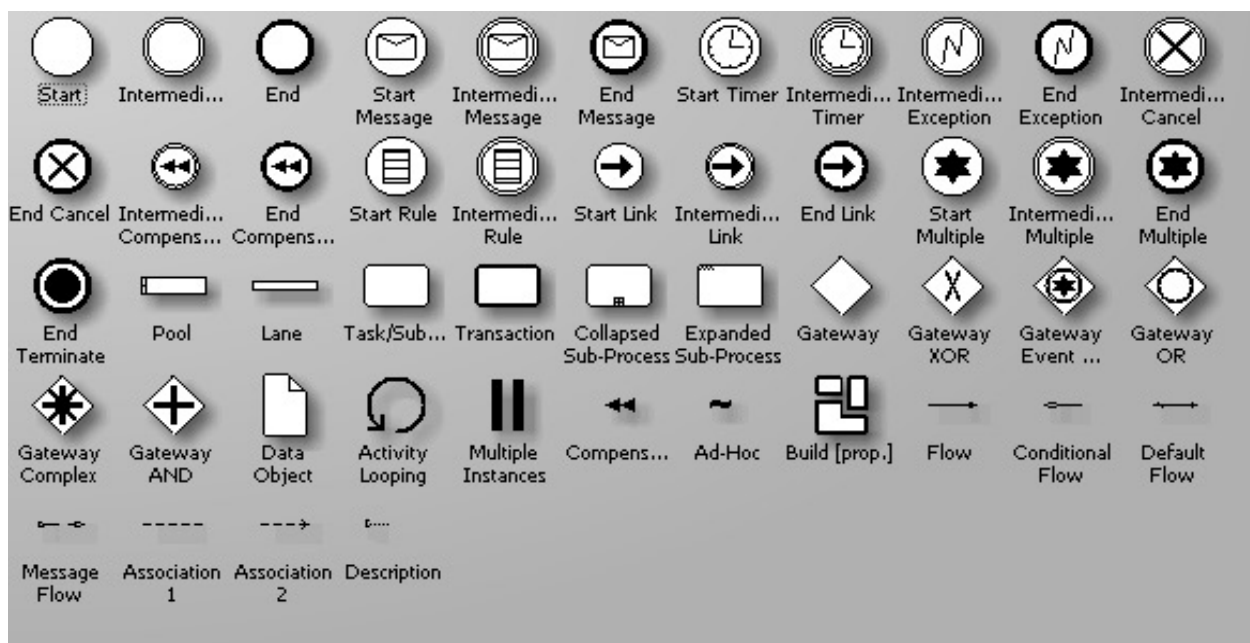 Start Intermedi... End Start Intermedi... End Start Timer Intermedi... Intermedi... End Intermedi...
Message Message Message Timer Exception Exception Cancel
End Cancel Intermedi... End Start Rule Intermedi... Start Link Intermedi... End Link Start Intermedi... End
Compens... Compens... Rule Link Multiple Multiple Multiple
End Pool Lane Task/Sub... Transaction Collapsed Expanded Gateway Gateway Gateway Gateway
Terminate Sub-Process Sub-Process XOR Event ... OR
Gateway Gateway Data Activity Multiple Compens... Ad-Hoc Build [prop.] Flow Conditional Default
Complex AND Object Looping Instances Flow Flow
Message Association Association Description
Flow 1 2